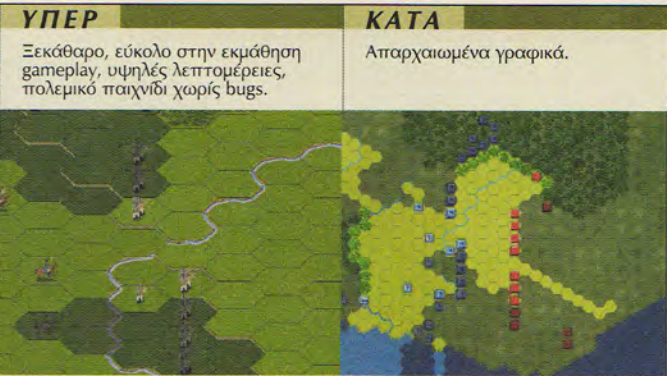 ΥΠΕΡ
Ξεκάθαρο, εύκολο στην εκμάθηση
gameplay, υψηλές λεπτομέρειες,
πολεμικό παιχνίδι χωρίς bugs.
ΚΑΤΑ
Απαρχαιωμένα γραφικά.